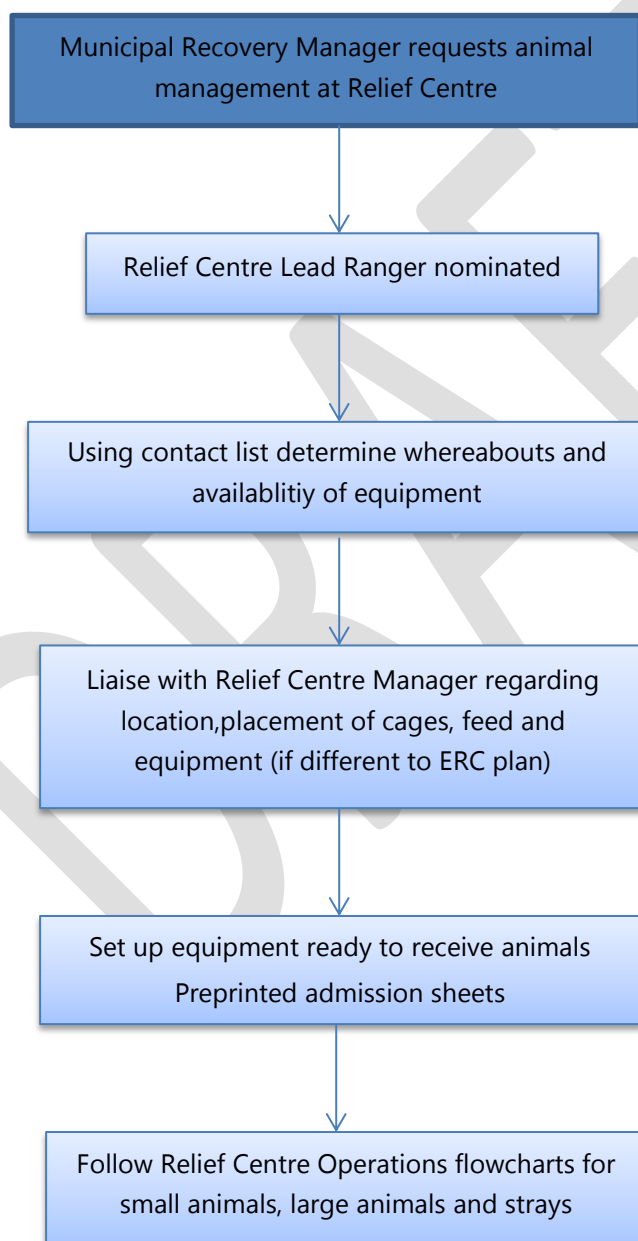 Municipal Recovery Manager requests animal
management at Relief Centre
Relief Centre Lead Ranger nominated
Using contact list determine whereabouts and
availablitiy of equipment
Liaise with Relief Centre Manager regarding
location,placement of cages, feed and
equipment (if different to ERC plan)
Set up equipment ready to receive animals
Preprinted admission sheets
Follow Relief Centre Operations flowcharts for
small animals, large animals and strays
DRAFT